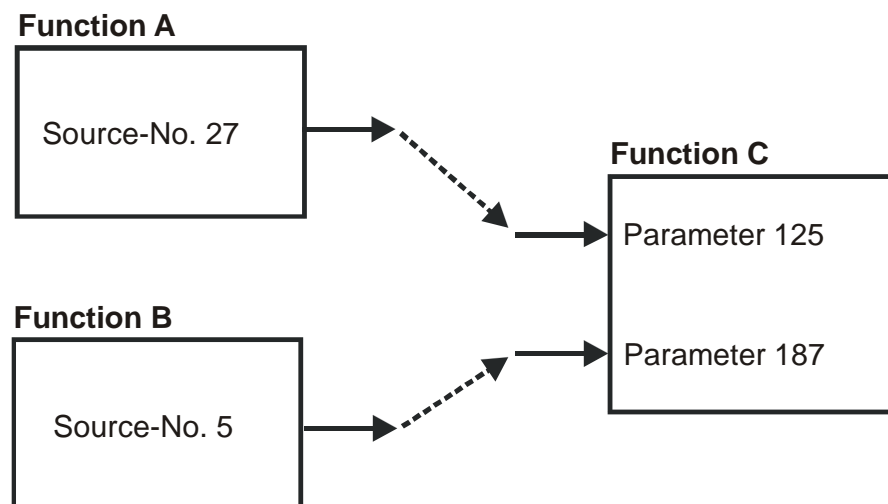 Function A
Source-No. 27
Function C
Parameter 125
Function B
Parameter 187
Source-No. 5